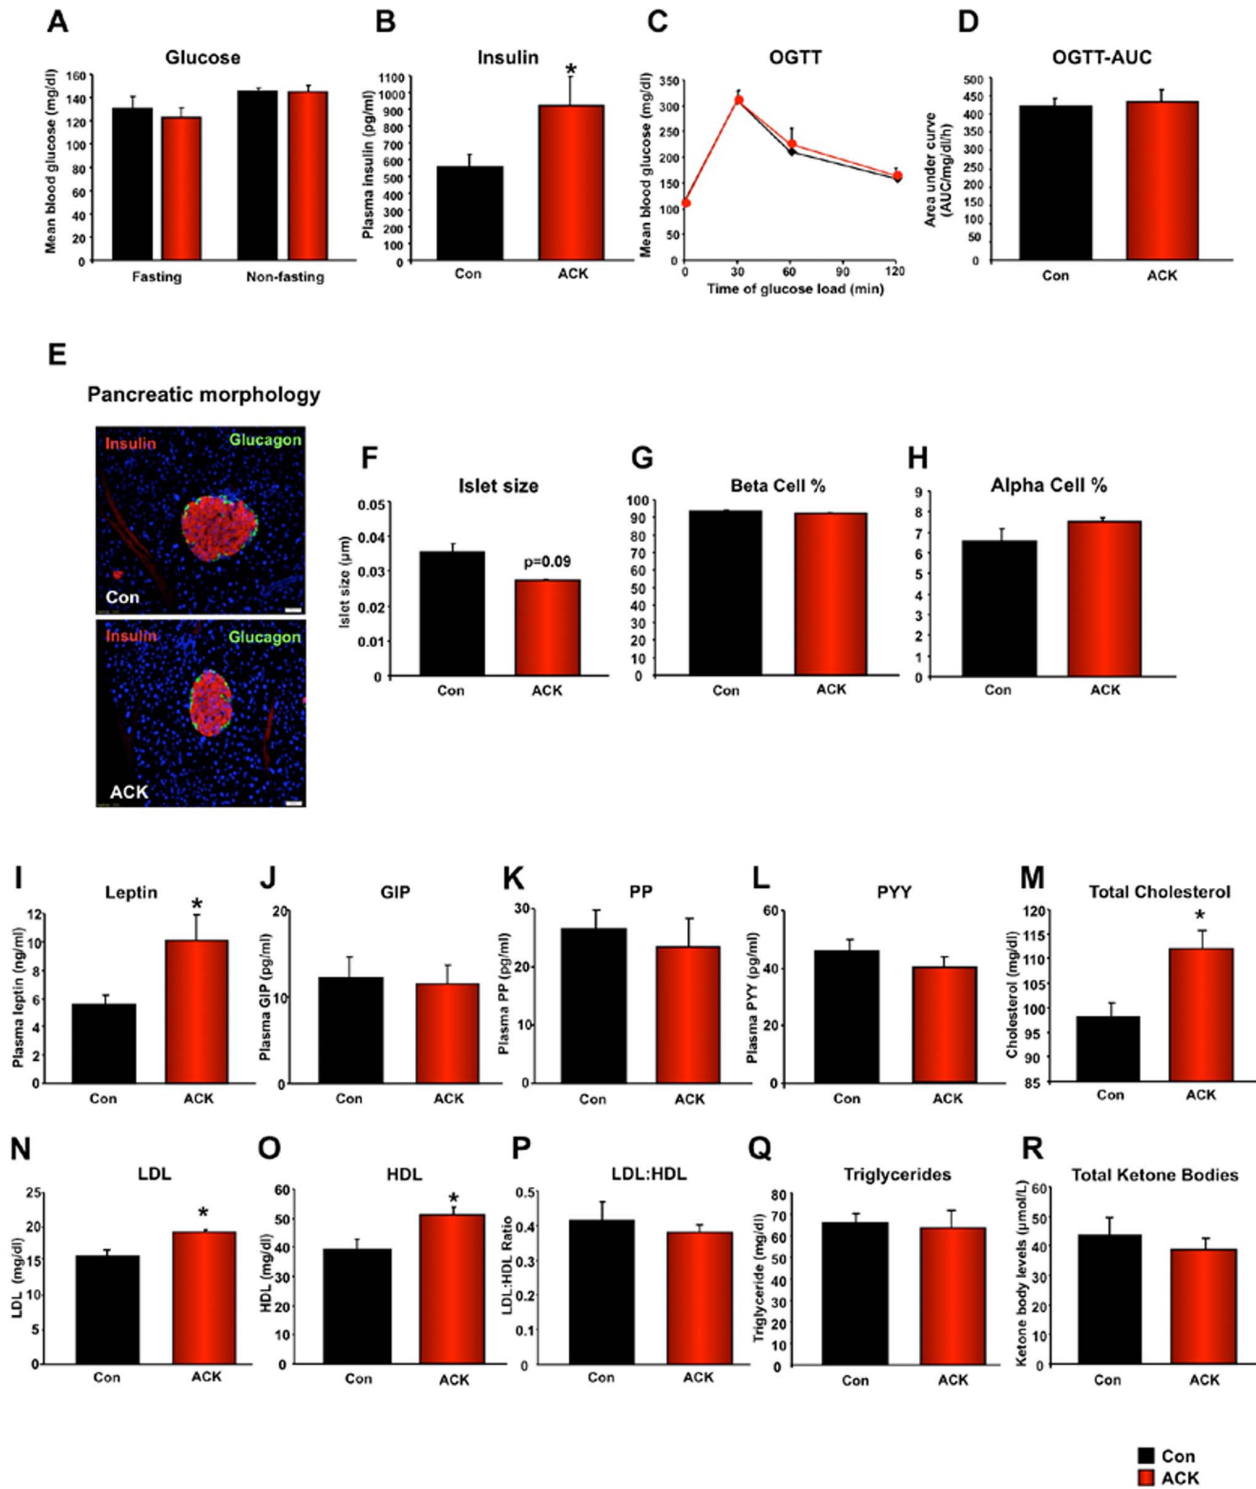 A
Glucose
Mean blood glucose (mg/dl)
160
140
120
100
80
60
40
20
0
Fasting
Non-fasting
B
Insulin
Plasma insulin (pg/ml)
1100
1000
900
800
700
600
500
400
300
200
100
0
*
Con
ACK
C
OGTT
Mean blood glucose (mg/dl)
350
300
250
200
150
100
50
0
0 30 60 90 120
Time of glucose load (min)
D
OGTT-AUC
Area under curve
(AUC/mg/dl/h)
500
450
400
350
300
250
200
150
100
50
0
Con
ACK
E
Pancreatic morphology
Insulin
Glucagon
Con
Insulin
Glucagon
ACK
F
Islet size
Islet size (µm)
0.05
0.04
0.03
0.02
0.01
0
p=0.09
Con
ACK
G
Beta Cell %
100
90
80
70
60
50
40
30
20
10
0
Con
ACK
H
Alpha Cell %
9
8
7
6
5
4
3
2
1
0
Con
ACK
I
Leptin
Plasma leptin (ng/ml)
12
10
8
6
4
2
0
*
Con
ACK
J
GIP
Plasma GIP (pg/ml)
20
10
0
Con
ACK
K
PP
Plasma PP (pg/ml)
30
20
10
0
Con
ACK
L
PYY
Plasma PYY (pg/ml)
60
40
20
0
Con
ACK
M
Total Cholesterol
Cholesterol (mg/dl)
120
115
110
105
100
95
90
85
*
Con
ACK
N
LDL
LDL (mg/dl)
25
20
15
10
5
0
*
Con
ACK
O
HDL
HDL (mg/dl)
60
50
40
30
20
10
0
*
Con
ACK
P
LDL:HDL
LDL:HDL Ratio
0.5
0.4
0.3
0.2
0.1
0
Con
ACK
Q
Triglycerides
Triglyceride (mg/dl)
80
70
60
50
40
30
20
10
0
Con
ACK
R
Total Ketone Bodies
Ketone body levels (µmol/L)
60
50
40
30
20
10
0
Con
ACK
Con
ACK